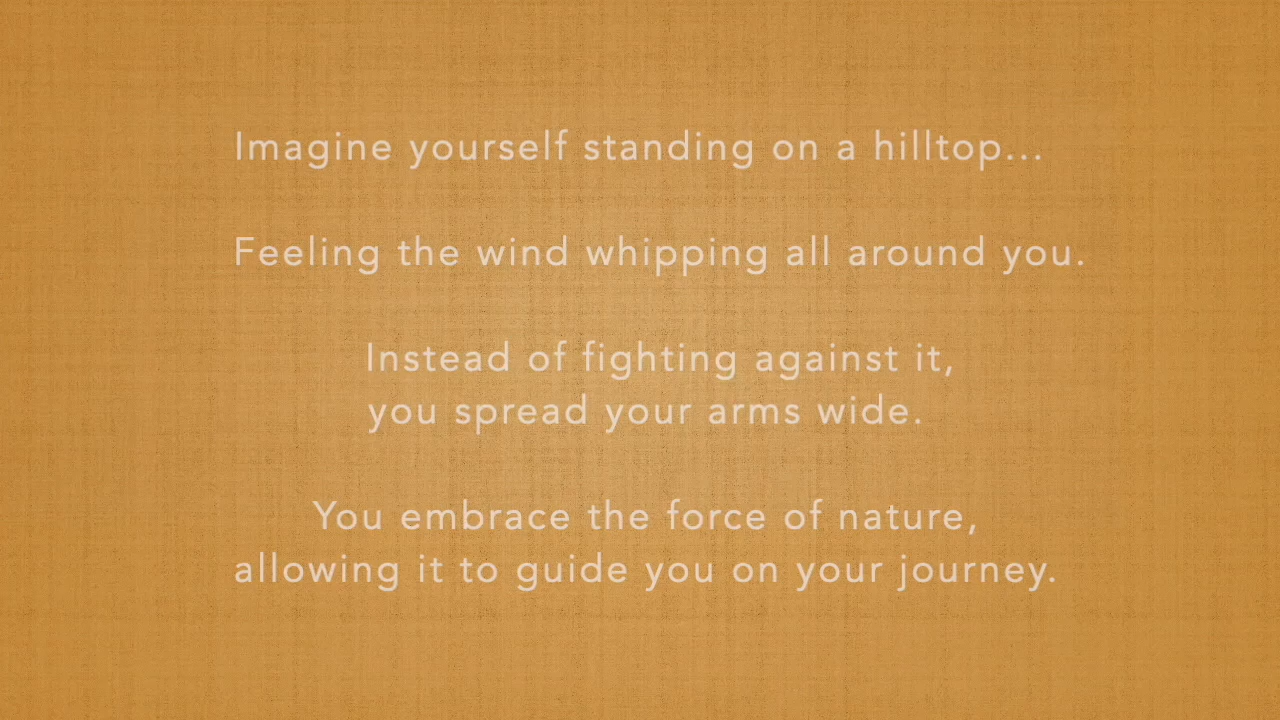 Imagine yourself standing on a hilltop...
Feeling the wind whipping all around you.
Instead of fighting against it,
you spread your arms wide.
You embrace the force of nature,
allowing it to guide you on your journey.